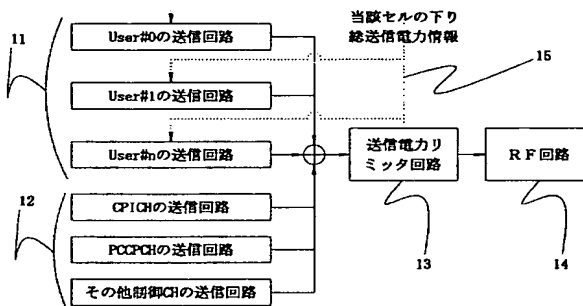 当該セルの下り
総送信電力情報
11
User#0の送信回路
15
User#1の送信回路
User#nの送信回路
送信電力リ
ミッタ回路
RF回路
12
CPICHの送信回路
PCCPCHの送信回路
13
14
その他制御CHの送信回路